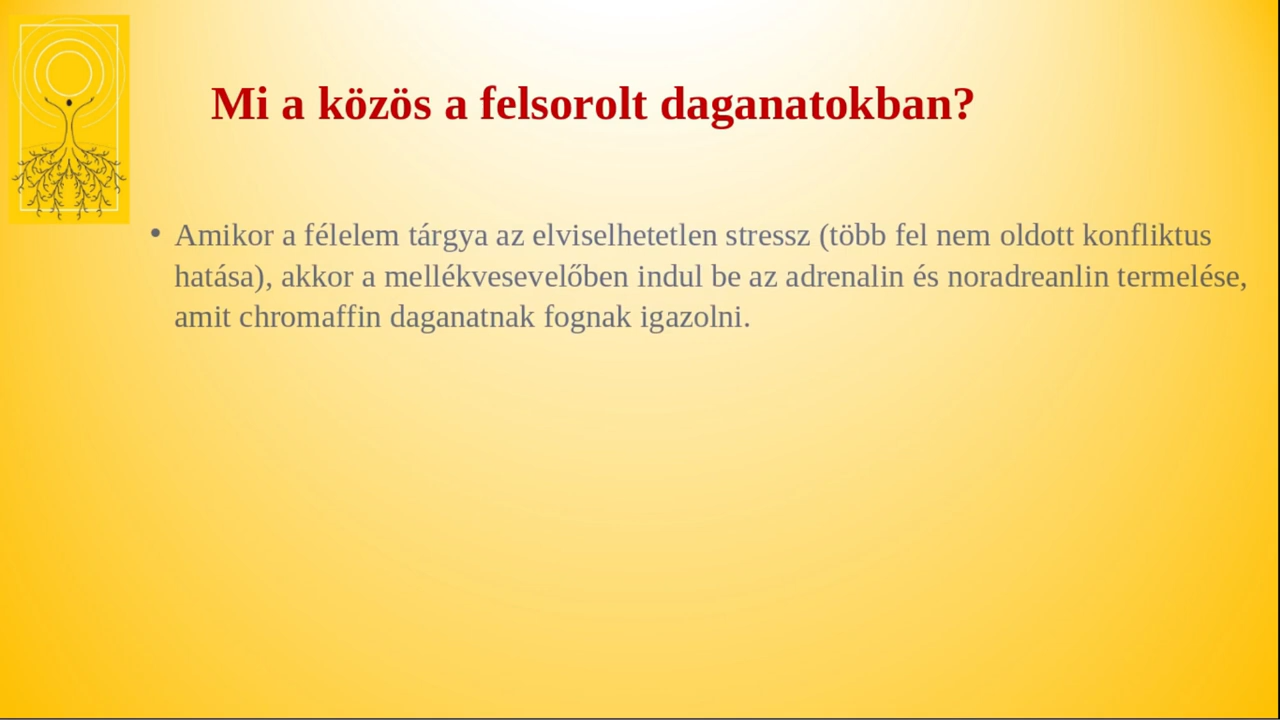 Mi a közös a felsorolt daganatokban?
• Amikor a félelem tárgya az elviselhetetlen stressz (több fel nem oldott konfliktus
hatása), akkor a mellékvesevelőben indul be az adrenalin és noradreanlin termelése,
amit chromaffin daganatnak fognak igazolni.